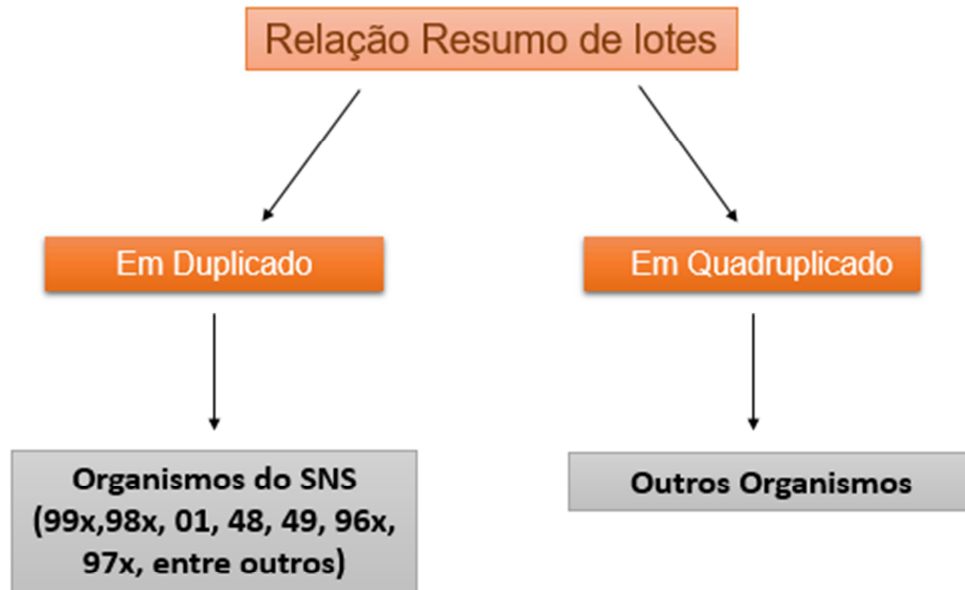 Relação Resumo de lotes
Em Duplicado
Em Quadruplicado
Organismos do SNS
(99x,98x, 01, 48, 49, 96x,
97x, entre outros)
Outros Organismos